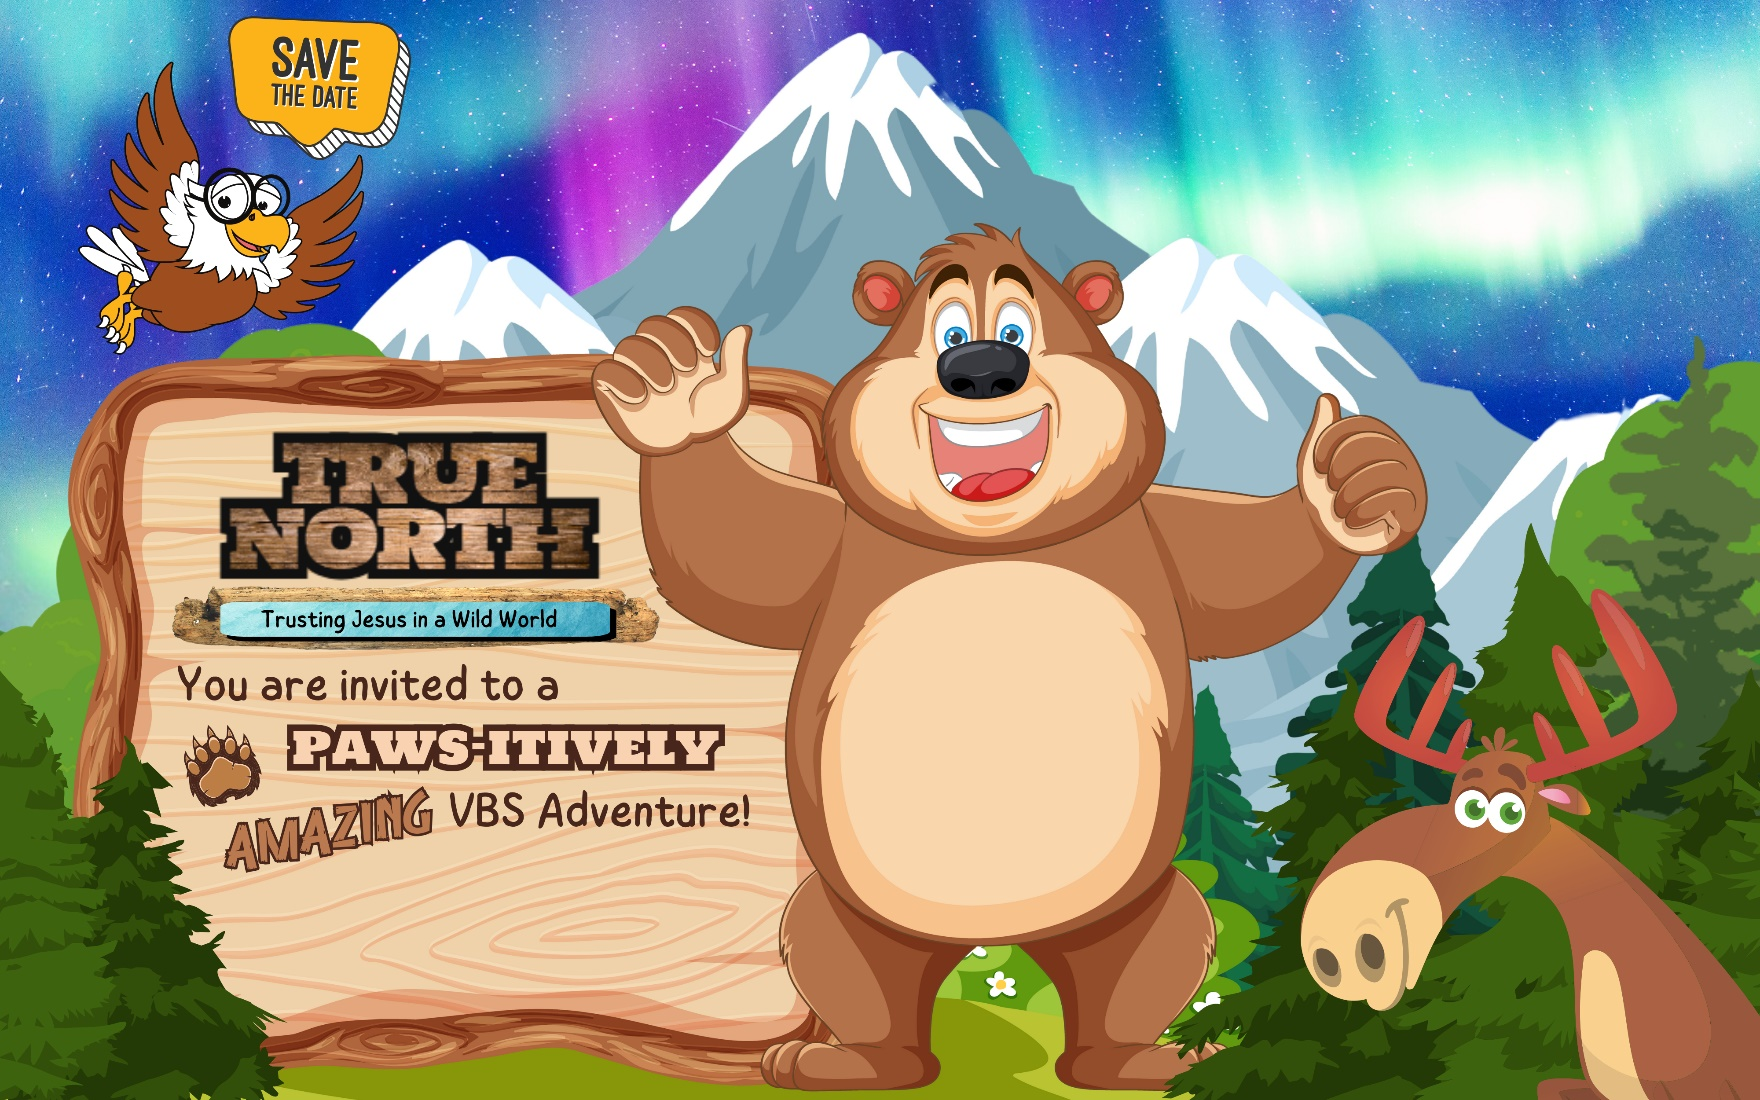 SAVE
THE DATE
TRUE
NORTH
Trusting Jesus in a Wild World
You are invited to a
PAWS-ITIVELY
AMAZING VBS Adventure!